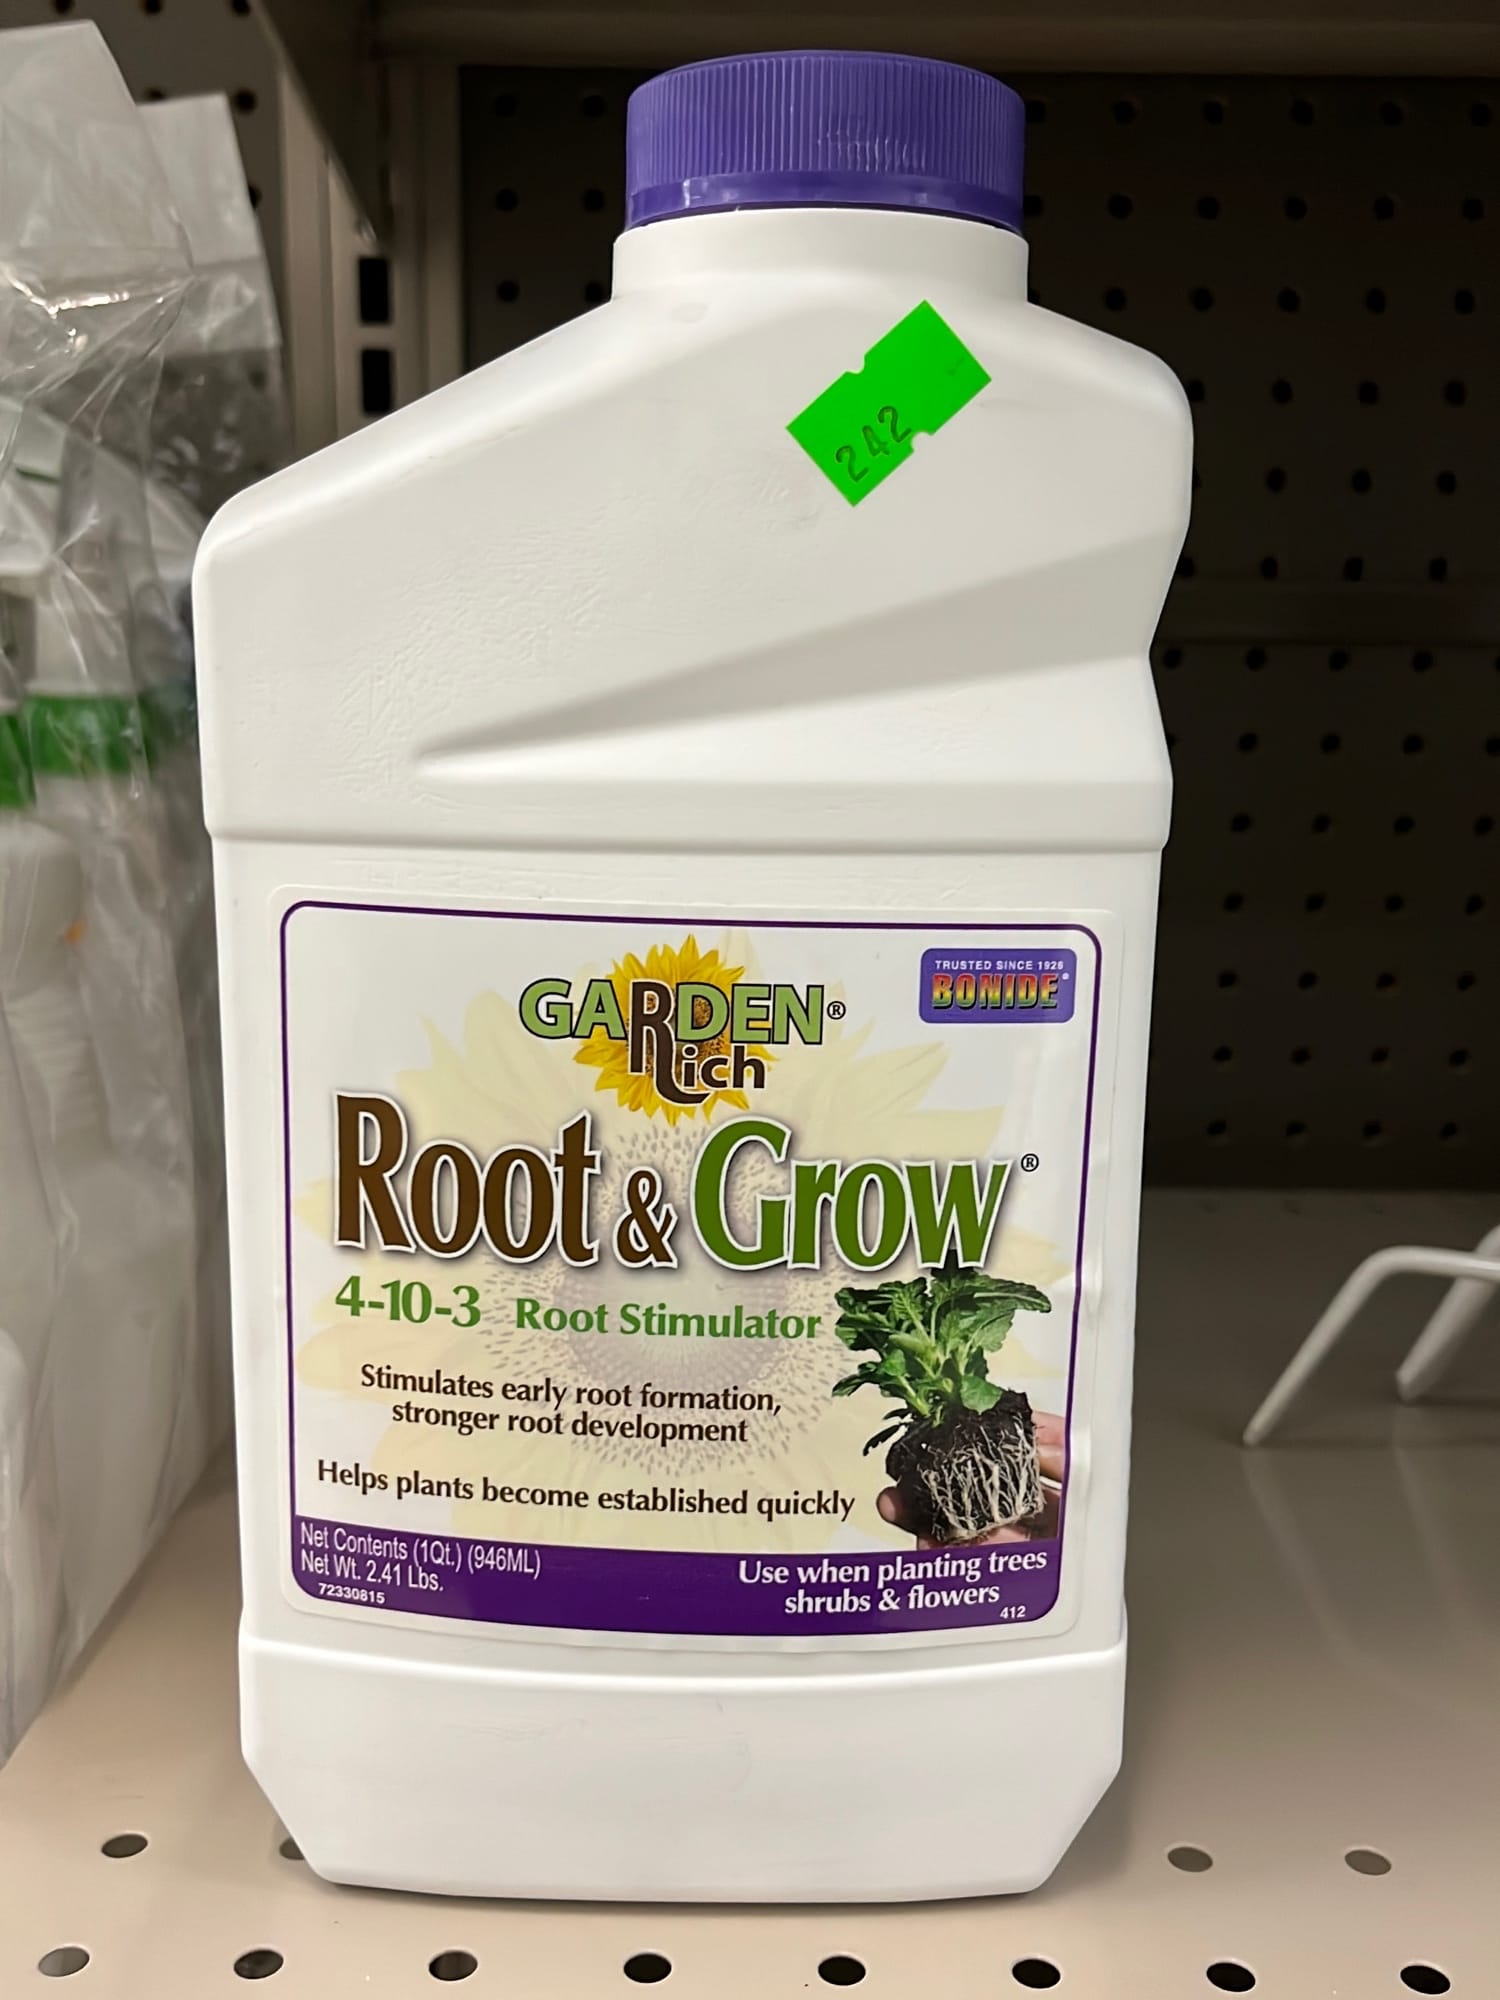 242
GARDEN®
Rich
TRUSTED SINCE 1926
BONIDE®
Root & Grow®
4-10-3 Root Stimulator
Stimulates early root formation,
stronger root development
Helps plants become established quickly
Net Contents (1Qt.) (946ML)
Net Wt. 2.41 Lbs.
72330815
Use when planting trees
shrubs & flowers
412